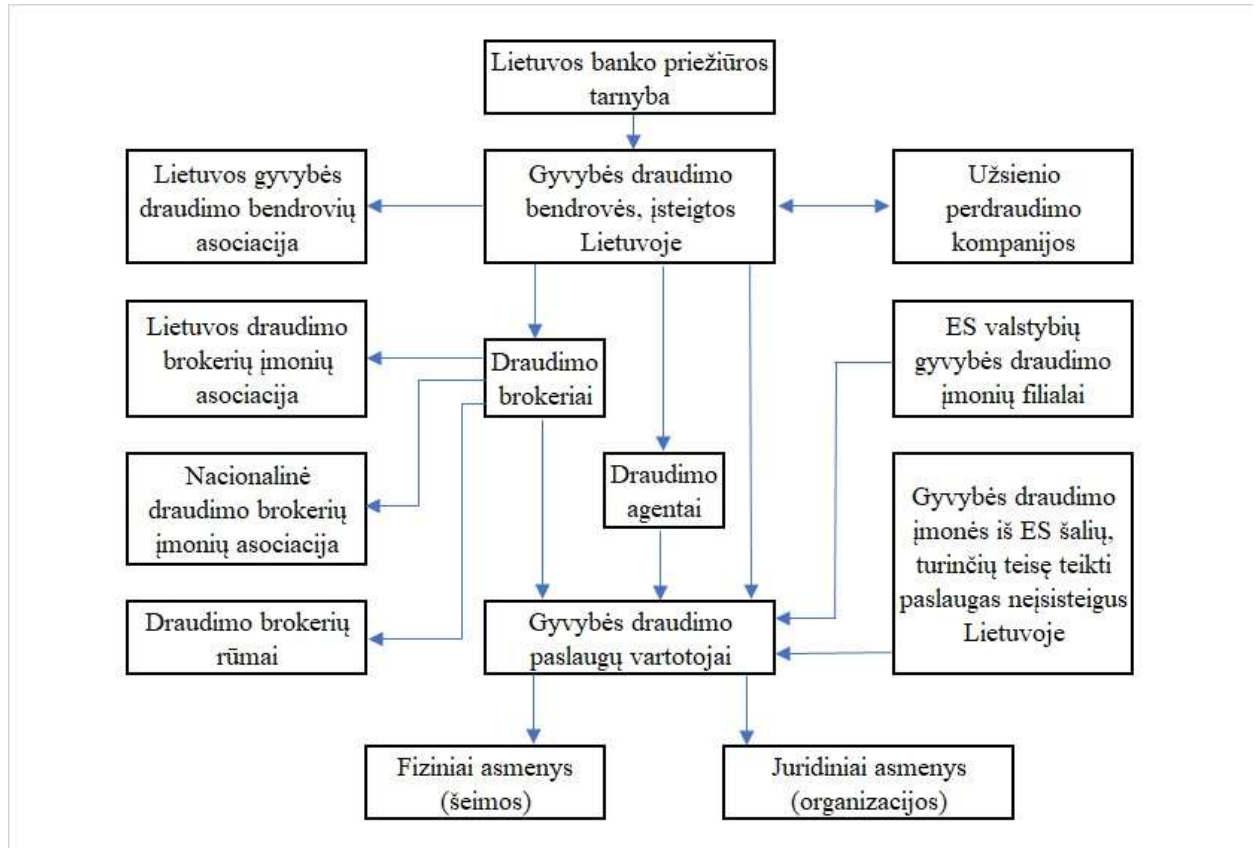 Lietuvos banko priežiūros
tarnyba
Lietuvos gyvybės
draudimo bendrovių
asociacija
Gyvybės draudimo
bendrovės, įsteigtos
Lietuvoje
Užsienio
perdraudimo
kompanijos
Lietuvos draudimo
brokerių įmonių
asociacija
Draudimo
brokeriai
ES valstybių
gyvybės draudimo
įmonių filialai
Nacionalinė
draudimo brokerių
įmonių asociacija
Draudimo
agentai
Gyvybės draudimo
įmonės iš ES šalių,
turinčių teisę teikti
paslaugas neįsisteigus
Lietuvoje
Draudimo brokerių
rūmai
Gyvybės draudimo
paslaugų vartotojai
Fiziniai asmenys
(šeimos)
Juridiniai asmenys
(organizacijos)